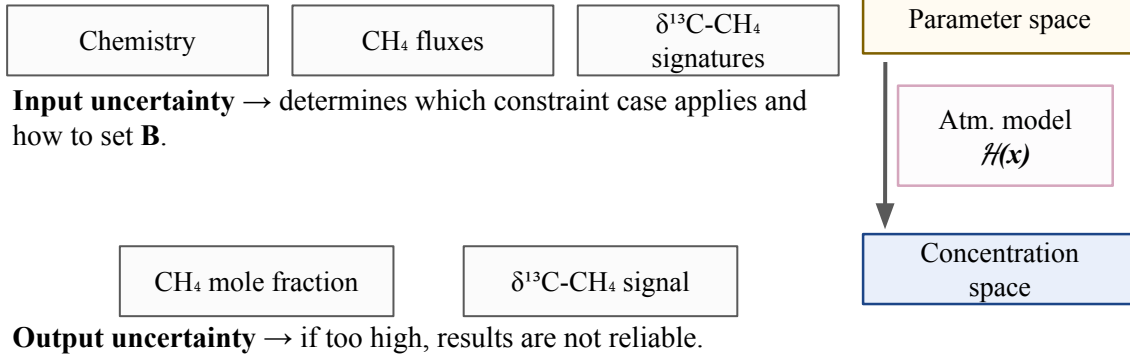 Chemistry
CH₄ fluxes
δ¹³C-CH₄
signatures
Parameter space
Input uncertainty → determines which constraint case applies and
how to set B.
Atm. model
ℋ(x)
CH₄ mole fraction
δ¹³C-CH₄ signal
Concentration
space
Output uncertainty → if too high, results are not reliable.